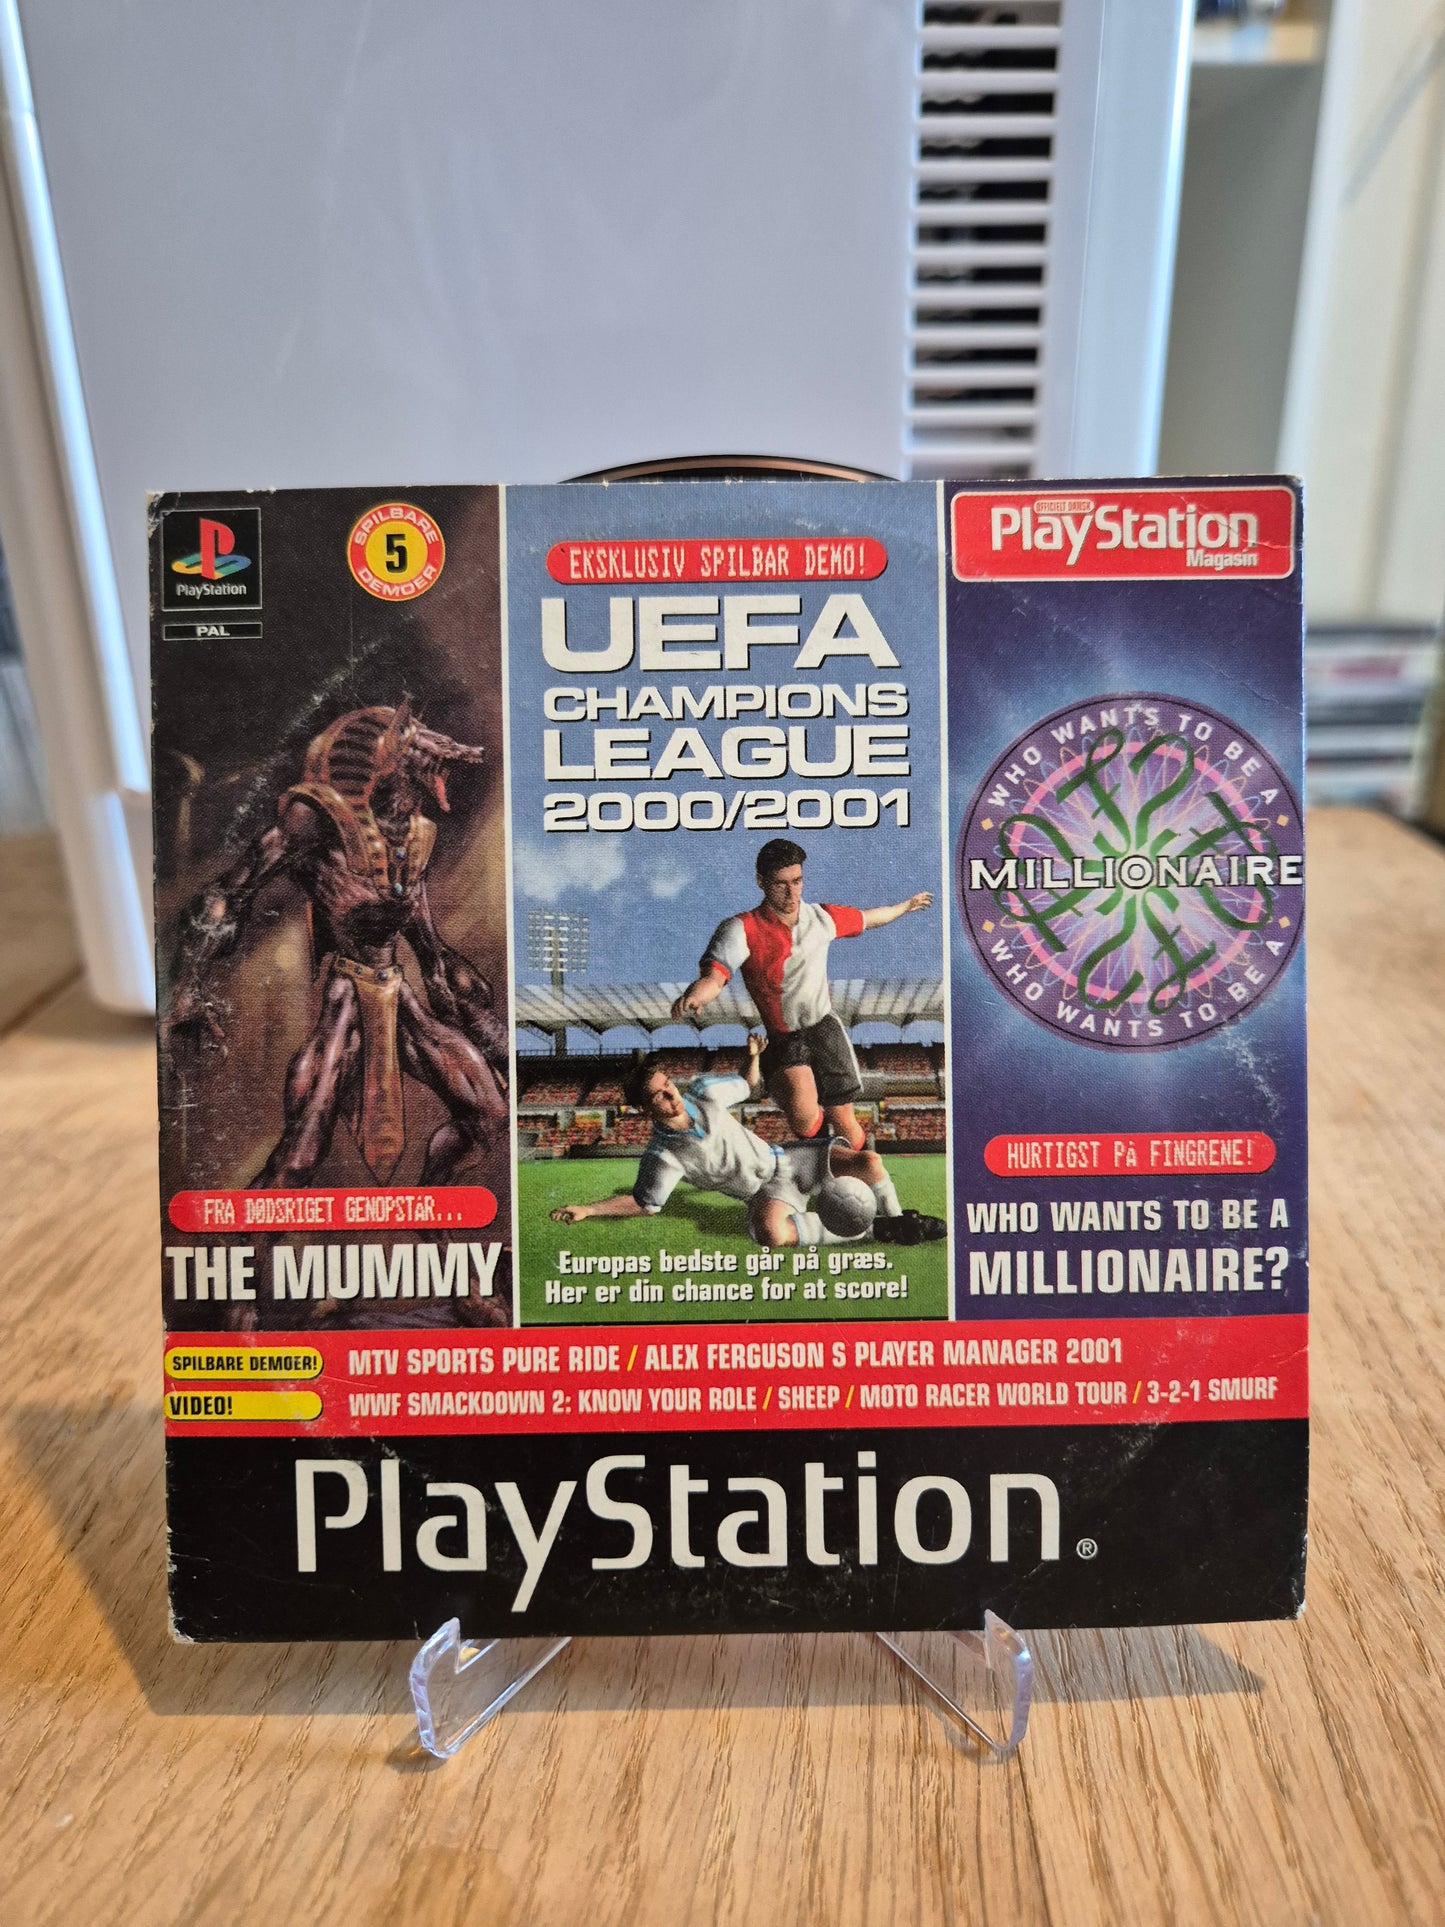 PlayStation
PAL
SPILBARE
5
DEMOER
EKSKLUSIV SPILBAR DEMO!
UEFA
CHAMPIONS
LEAGUE
2000/2001
OFFICIELT DANSK
PlayStation
Magasin
WHO WANTS TO BE A
MILLIONAIRE
WHO WANTS TO BE A
FRA DØDSRIGET GENOPSTÅR...
THE MUMMY
Europas bedste går på græs.
Her er din chance for at score!
HURTIGST PÅ FINGRENE!
WHO WANTS TO BE A
MILLIONAIRE?
SPILBARE DEMOER! MTV SPORTS PURE RIDE / ALEX FERGUSON S PLAYER MANAGER 2001
VIDEO! WWF SMACKDOWN 2: KNOW YOUR ROLE / SHEEP / MOTO RACER WORLD TOUR / 3-2-1 SMURF
PlayStation®